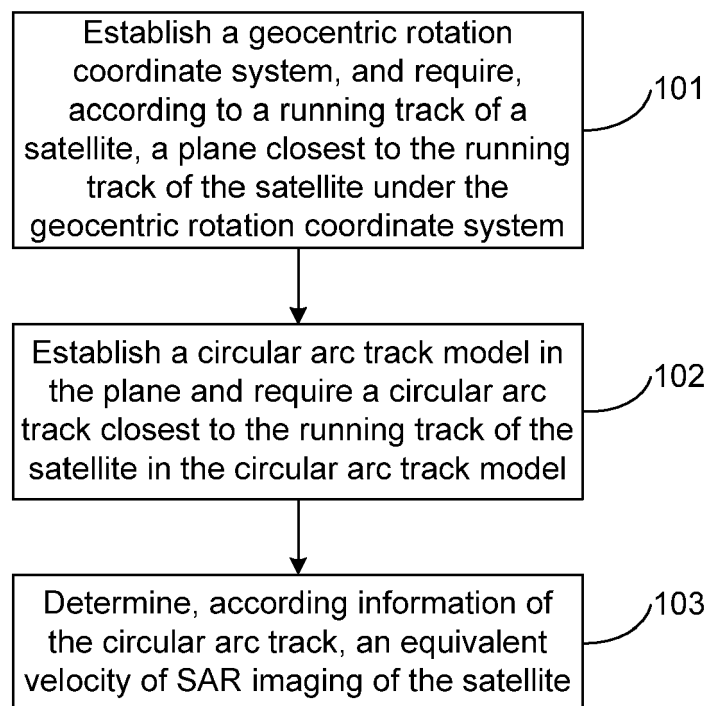 Establish a geocentric rotation
coordinate system, and require,
according to a running track of a
satellite, a plane closest to the running
track of the satellite under the
geocentric rotation coordinate system
101
Establish a circular arc track model in
the plane and require a circular arc
track closest to the running track of the
satellite in the circular arc track model
102
Determine, according information of
the circular arc track, an equivalent
velocity of SAR imaging of the satellite
103